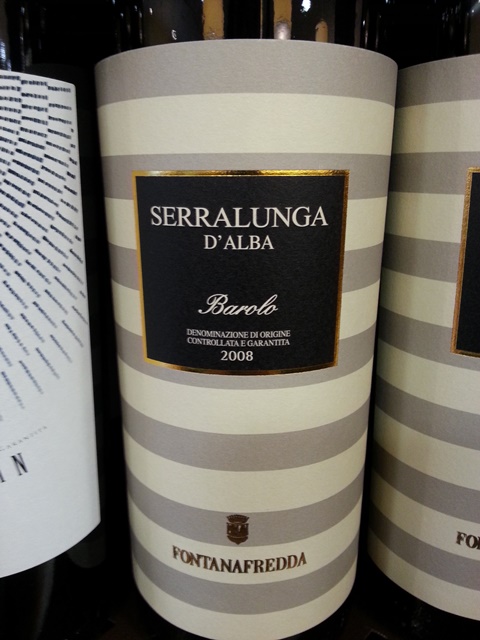 SERRALUNGA
D'ALBA
Barolo
DENOMINAZIONE DI ORIGINE
CONTROLLATA E GARANTITA
2008
FONTANAFREDDA